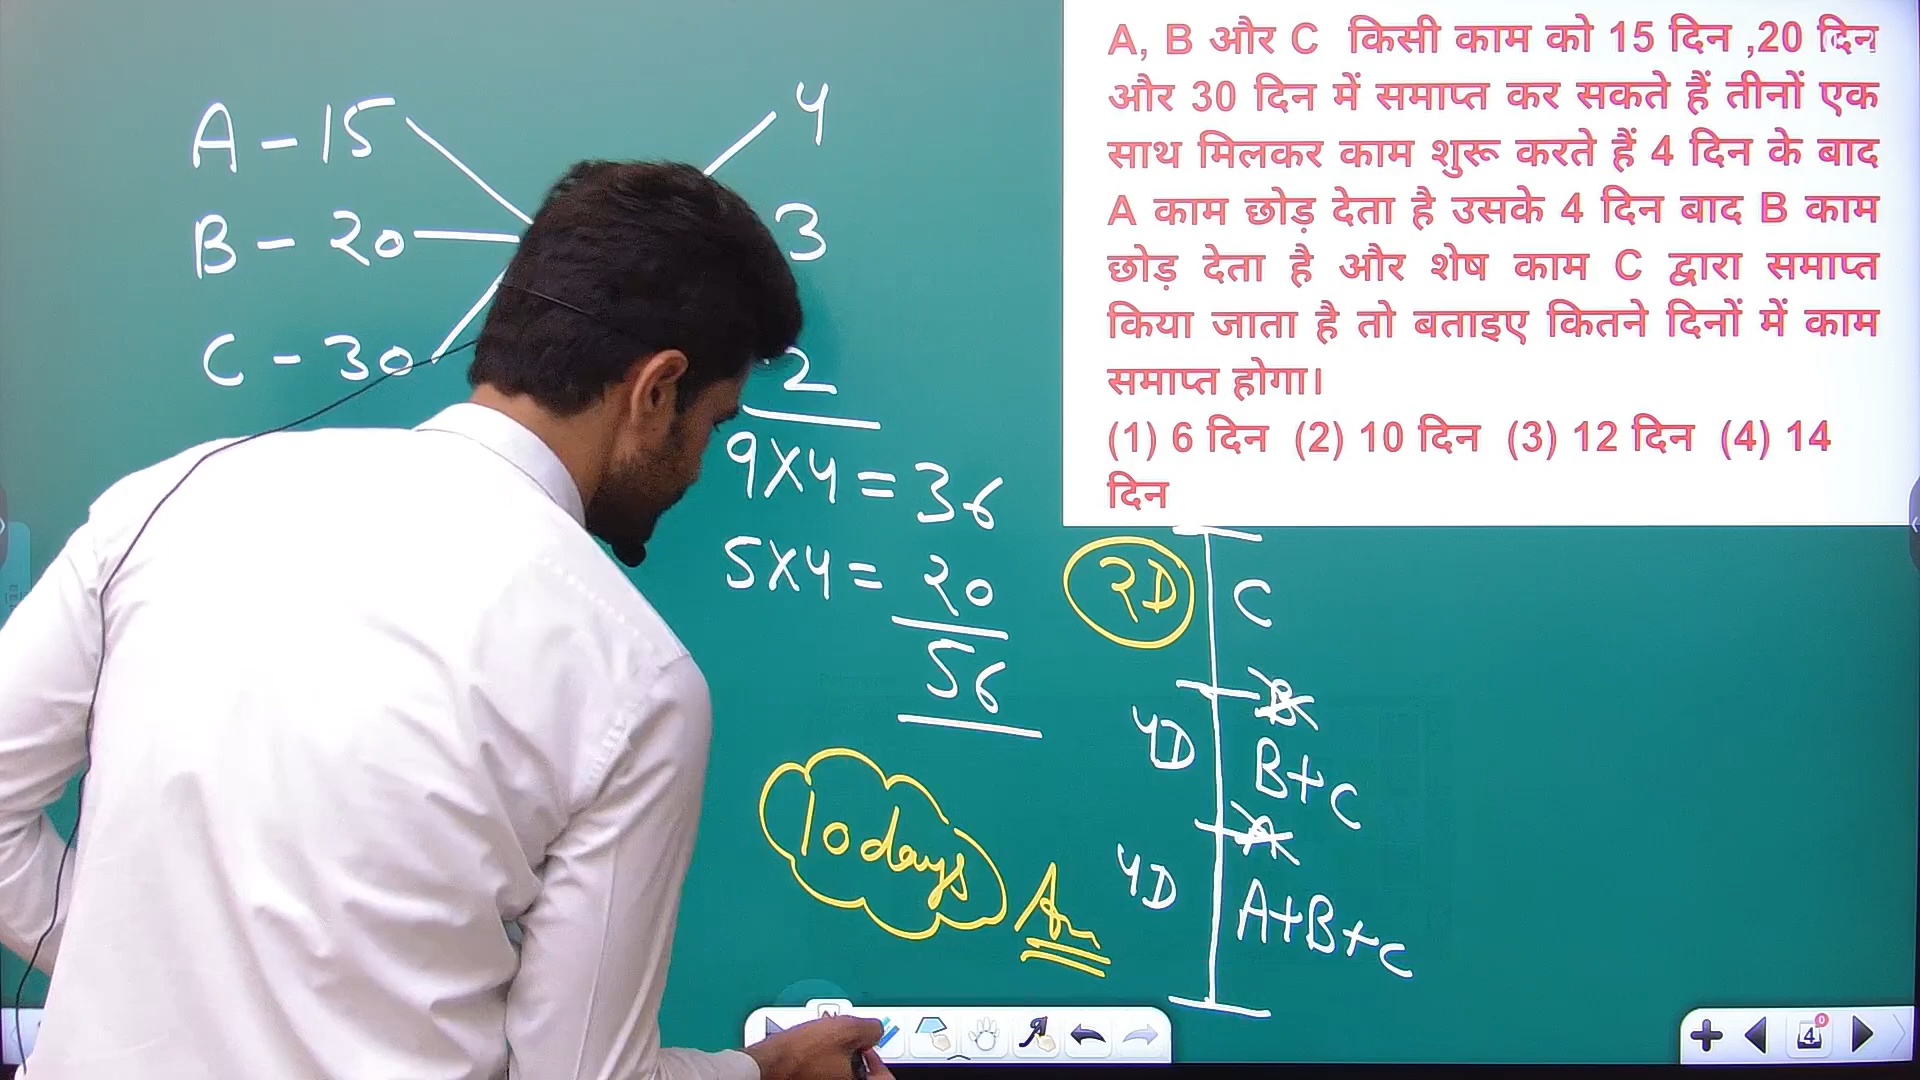 A, B और C किसी काम को 15 दिन ,20 दिन
और 30 दिन में समाप्त कर सकते हैं तीनों एक
साथ मिलकर काम शुरू करते हैं 4 दिन के बाद
A काम छोड़ देता है उसके 4 दिन बाद B काम
छोड़ देता है और शेष काम C द्वारा समाप्त
किया जाता है तो बताइए कितने दिनों में काम
समाप्त होगा।
(1) 6 दिन (2) 10 दिन (3) 12 दिन (4) 14
दिन
A - 15
B - 20
C - 30
4
3
2
9X4 = 36
5X4 = 20
56
10 days
Ans
2D C
B
4D B+C
A
4D A+B+C
4
0